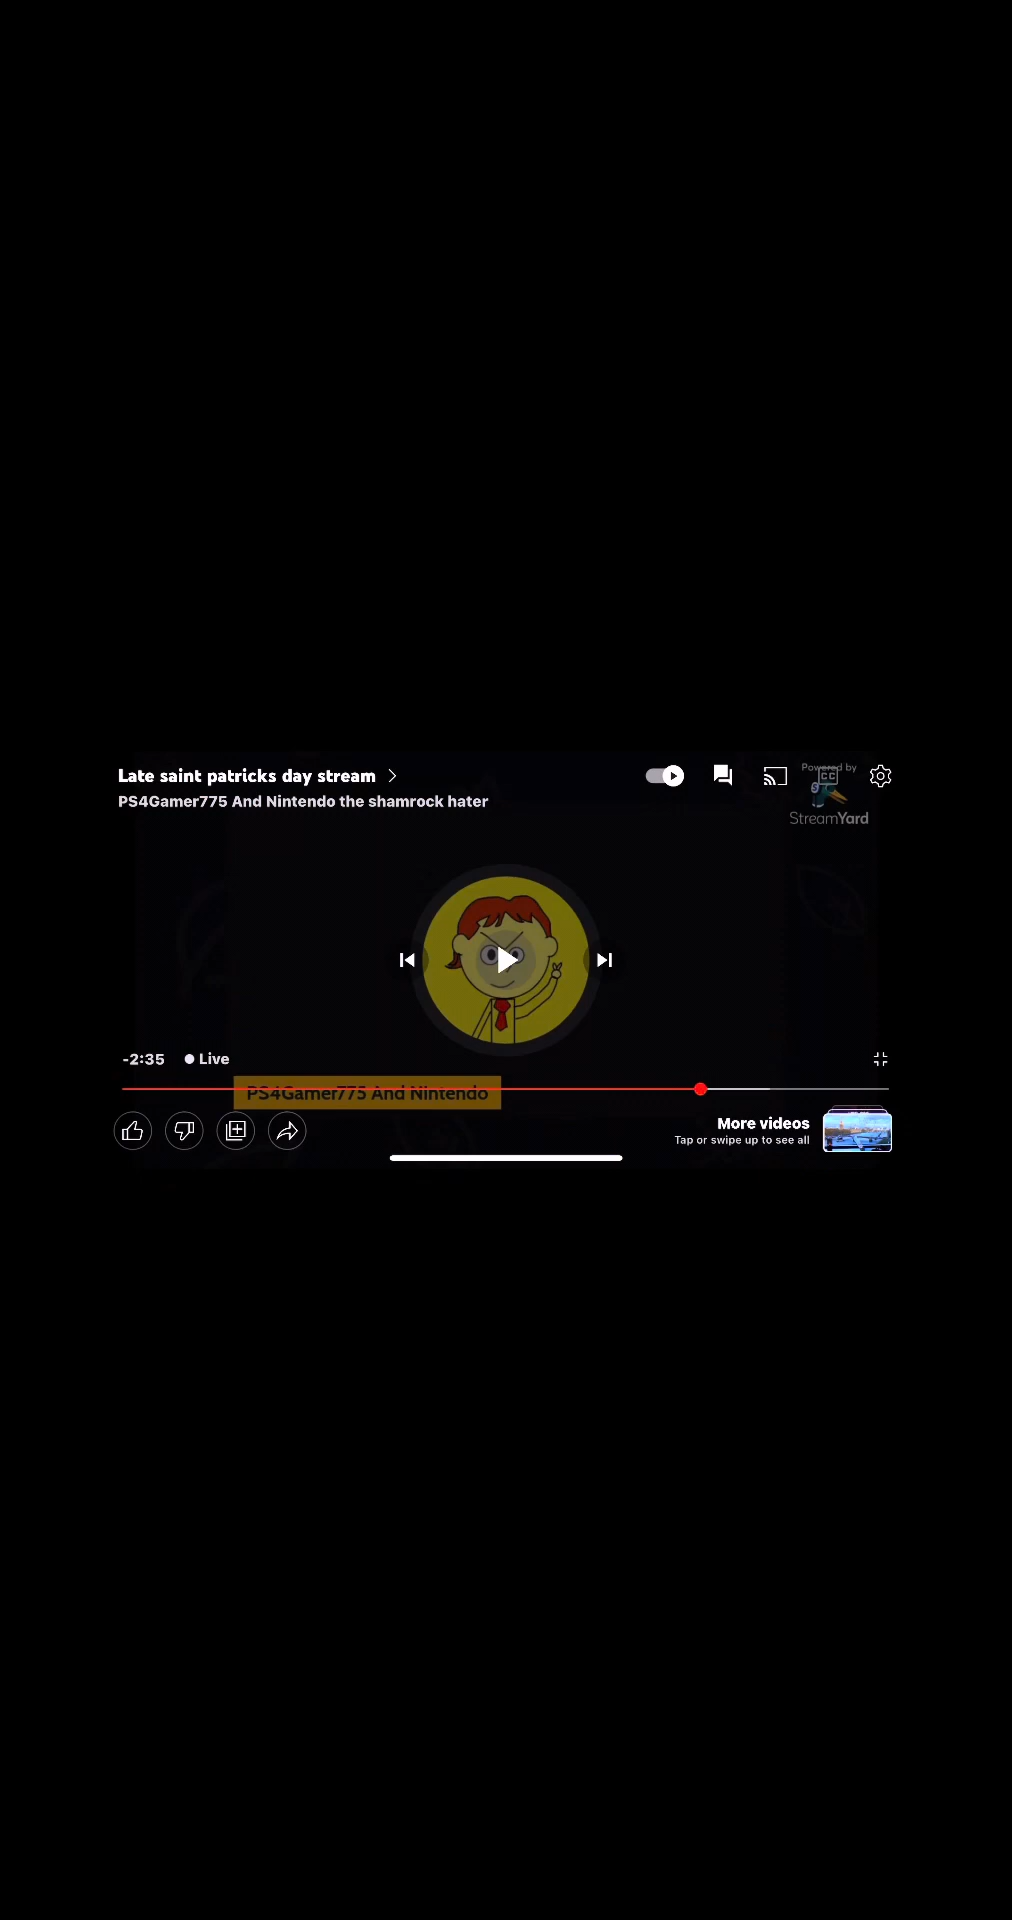 Late saint patricks day stream
PS4Gamer775 And Nintendo the shamrock hater
Powered by
CC
StreamYard
-2:35
Live
PS4Gamer775 And Nintendo
More videos
Tap or swipe up to see all